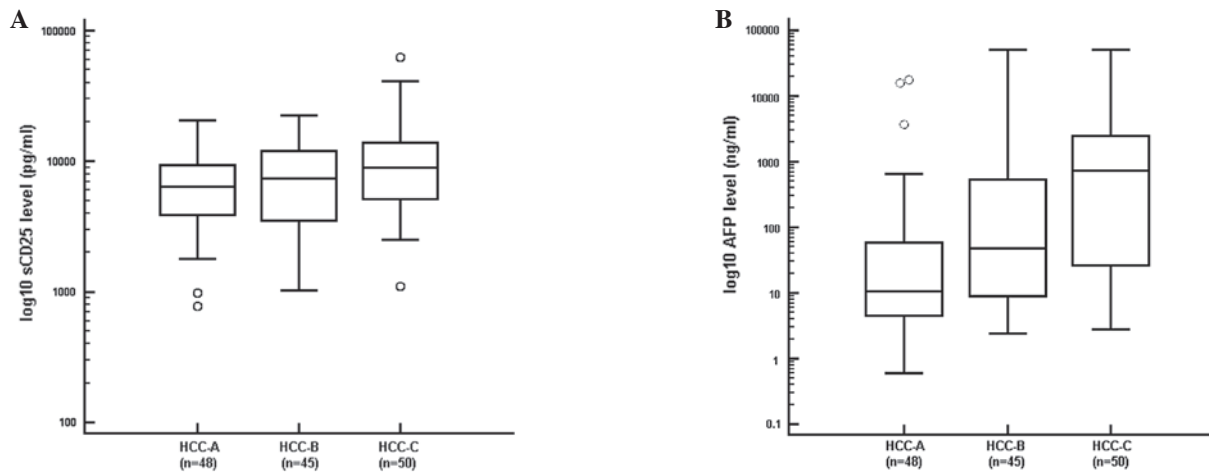 A
100000
10000
1000
100
log10 sCD25 level (pg/ml)
HCC-A
(n=48)
HCC-B
(n=45)
HCC-C
(n=50)
B
100000
10000
1000
100
10
1
0.1
log10 AFP level (ng/ml)
HCC-A
(n=48)
HCC-B
(n=45)
HCC-C
(n=50)